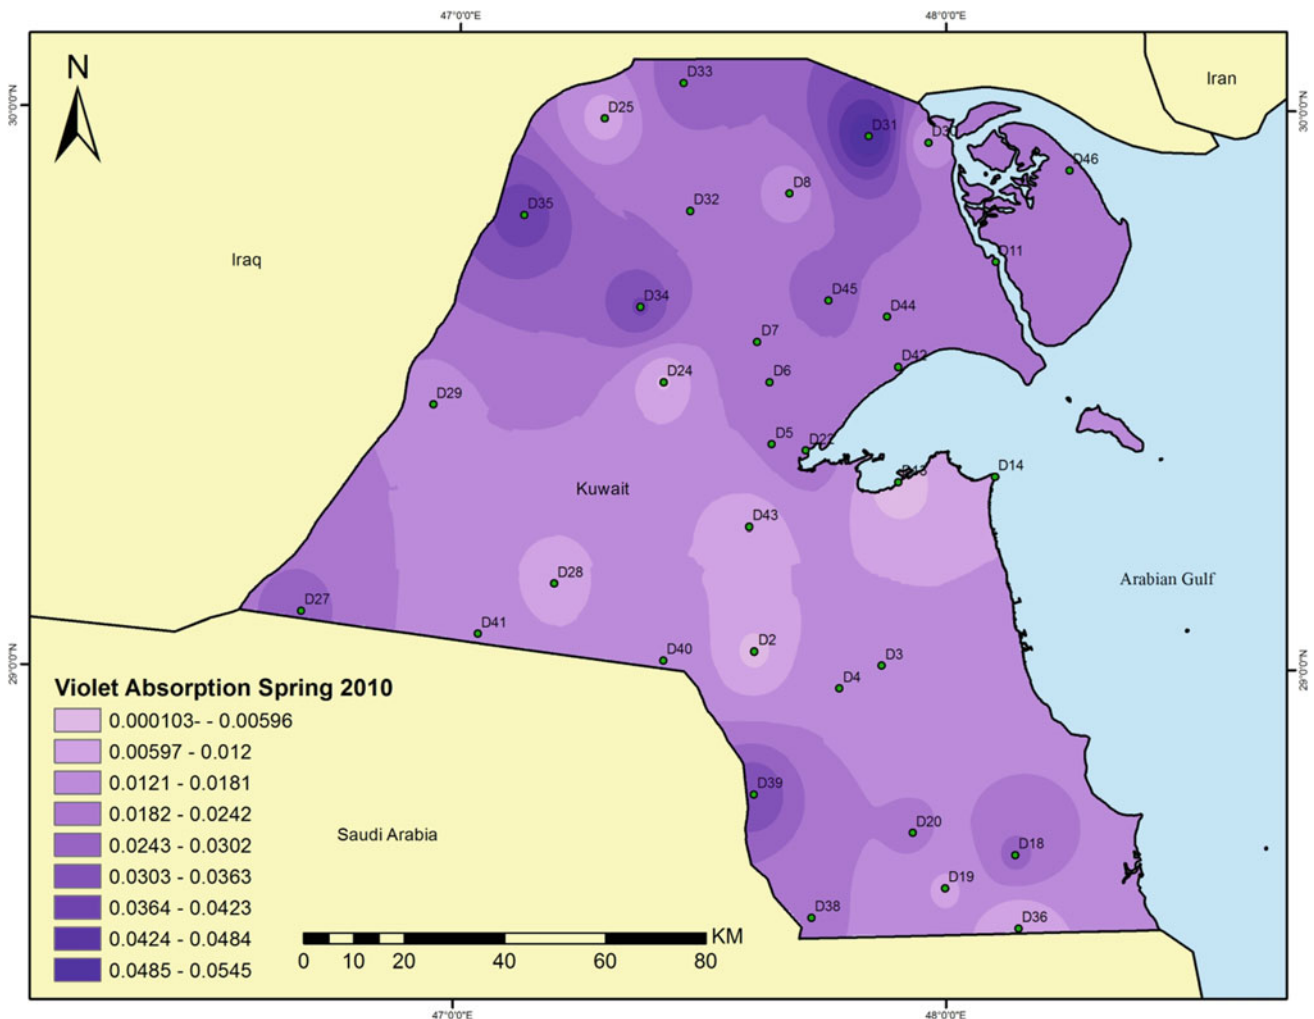 47°0'0"E
48°0'0"E
N
Iran
30°0'0"N
30°0'0"N
D33
D25
D31
D30
D46
D8
D35
D32
Iraq
D11
D34
D45
D44
D7
D42
D24
D6
D29
D5
D22
Kuwait
D13
D14
D43
Arabian Gulf
D28
D27
D41
D2
D40
D3
D4
29°0'0"N
29°0'0"N
Violet Absorption Spring 2010
0.000103- - 0.00596
0.00597 - 0.012
0.0121 - 0.0181
0.0182 - 0.0242
0.0243 - 0.0302
0.0303 - 0.0363
0.0364 - 0.0423
0.0424 - 0.0484
0.0485 - 0.0545
D39
D20
Saudi Arabia
D18
D19
D38
D36
KM
0 10 20 40 60 80
47°0'0"E
48°0'0"E